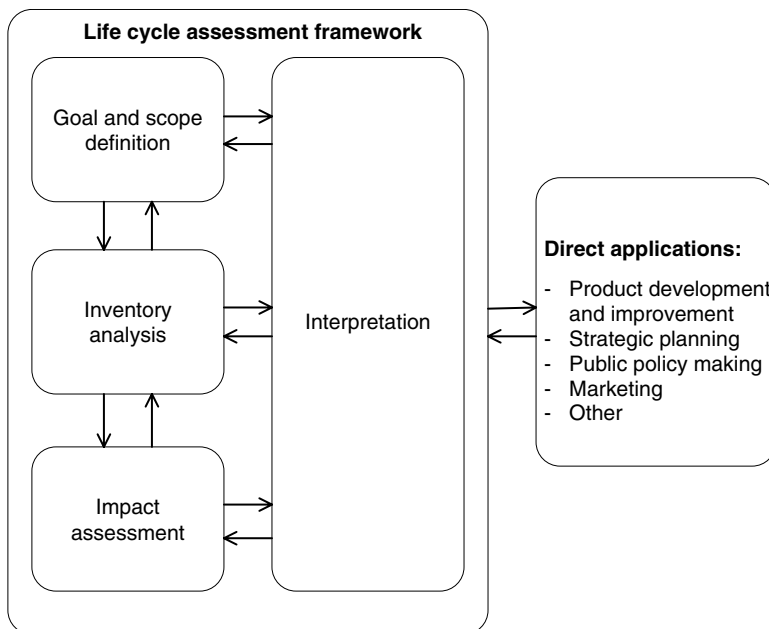 Life cycle assessment framework
Goal and scope
definition
Inventory
analysis
Impact
assessment
Interpretation
Direct applications:
- Product development
and improvement
- Strategic planning
- Public policy making
- Marketing
- Other